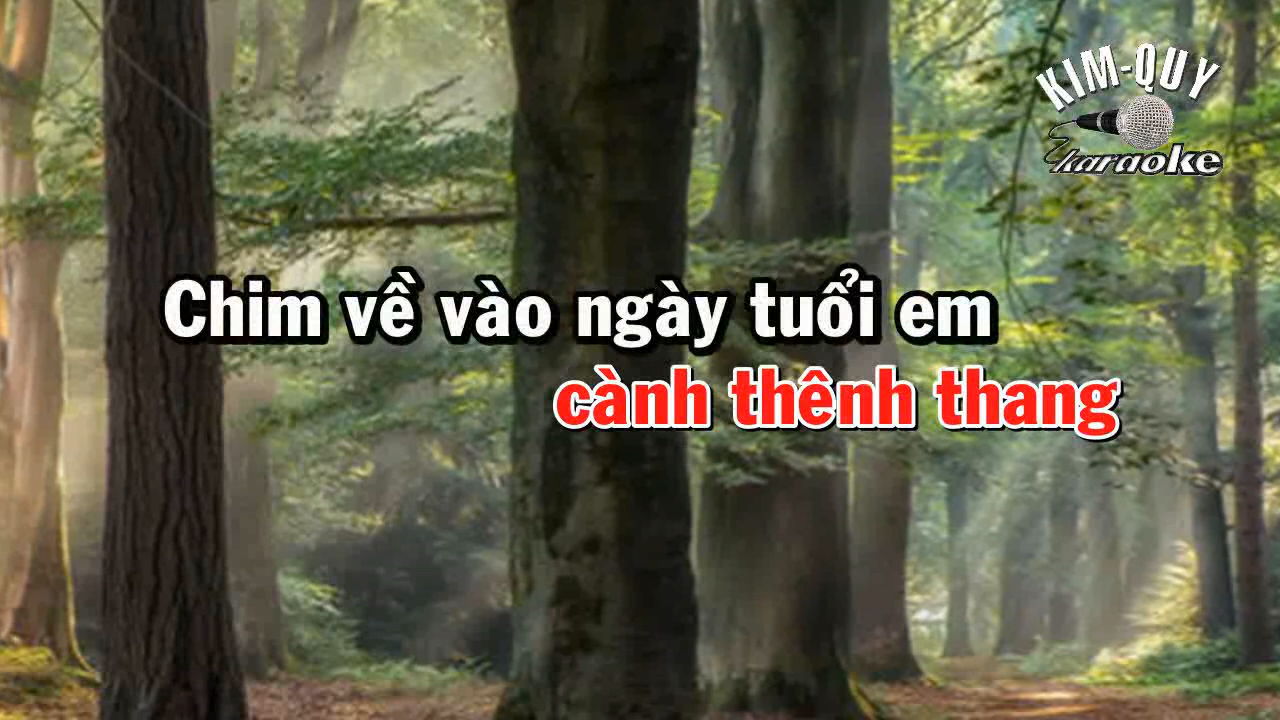 KIM-QUY
karaoke
Chim về vào ngày tuổi em
cành thênh thang